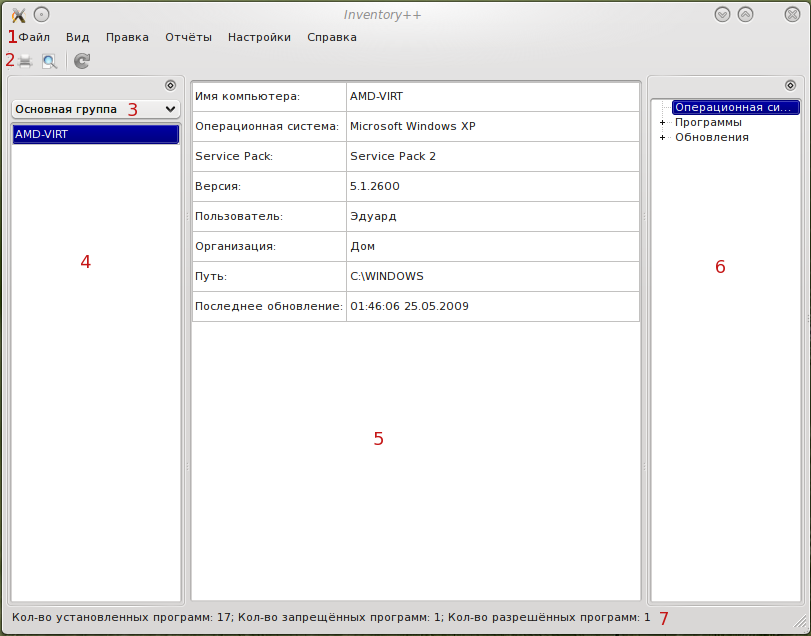 Inventory++
1 Файл Вид Правка Отчёты Настройки Справка
2
Основная группа 3
AMD-VIRT
4
Имя компьютера: AMD-VIRT
Операционная система: Microsoft Windows XP
Service Pack: Service Pack 2
Версия: 5.1.2600
Пользователь: Эдуард
Организация: Дом
Путь: C:\WINDOWS
Последнее обновление: 01:46:06 25.05.2009
5
Операционная си...
Программы
Обновления
6
Кол-во установленных программ: 17; Кол-во запрещённых программ: 1; Кол-во разрешённых программ: 1 7